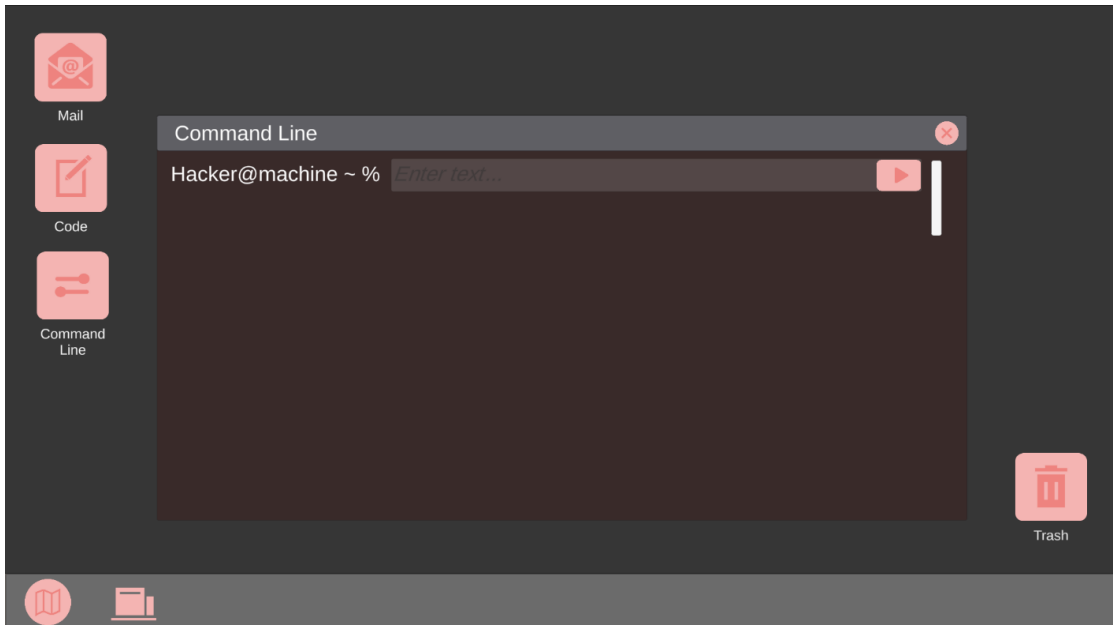 Mail
Command Line
Hacker@machine ~ % Enter text...
Code
Command
Line
Trash